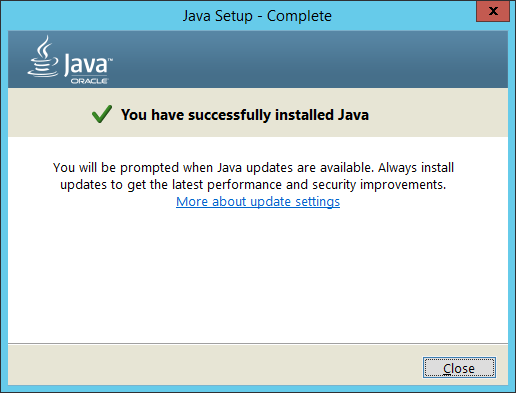 Java Setup - Complete
x
Java™
ORACLE
You have successfully installed Java
You will be prompted when Java updates are available. Always install
updates to get the latest performance and security improvements.
More about update settings
Close